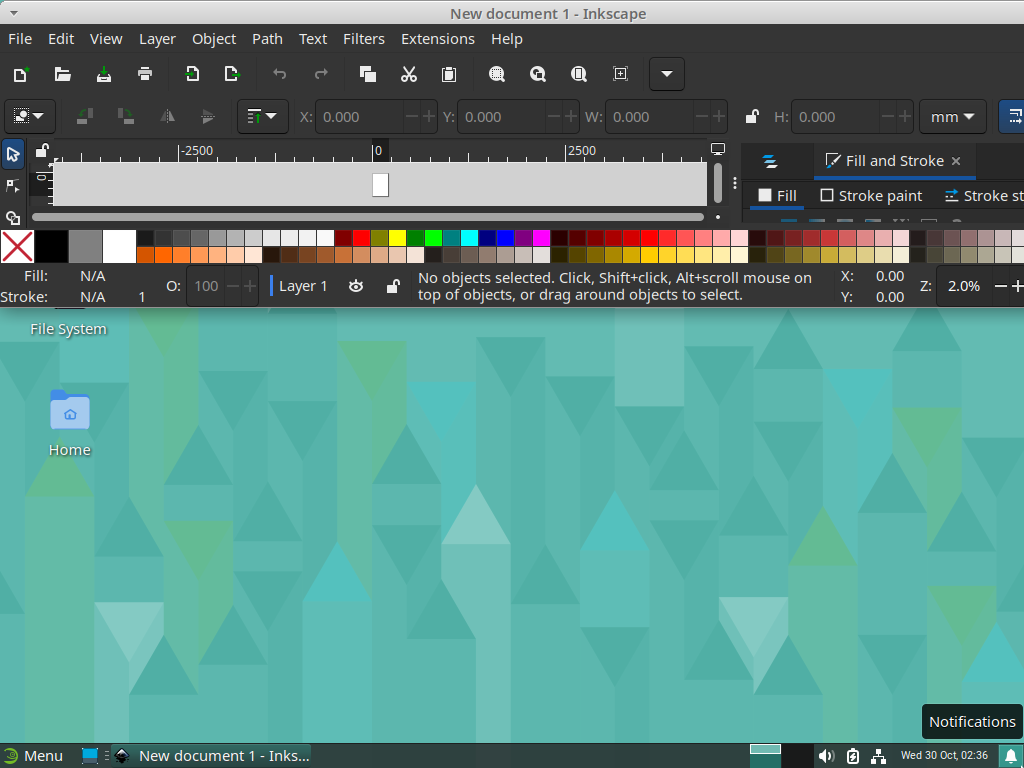 New document 1 - Inkscape
File Edit View Layer Object Path Text Filters Extensions Help
X: 0.000 Y: 0.000 W: 0.000 H: 0.000 mm
-2500 0 2500
Fill and Stroke
Fill Stroke paint Stroke st
Fill: N/A
Stroke: N/A 1
O: 100
Layer 1
No objects selected. Click, Shift+click, Alt+scroll mouse on
top of objects, or drag around objects to select.
X: 0.00
Y: 0.00
Z: 2.0%
File System
Home
Notifications
Menu
New document 1 - Inks...
Wed 30 Oct, 02:36